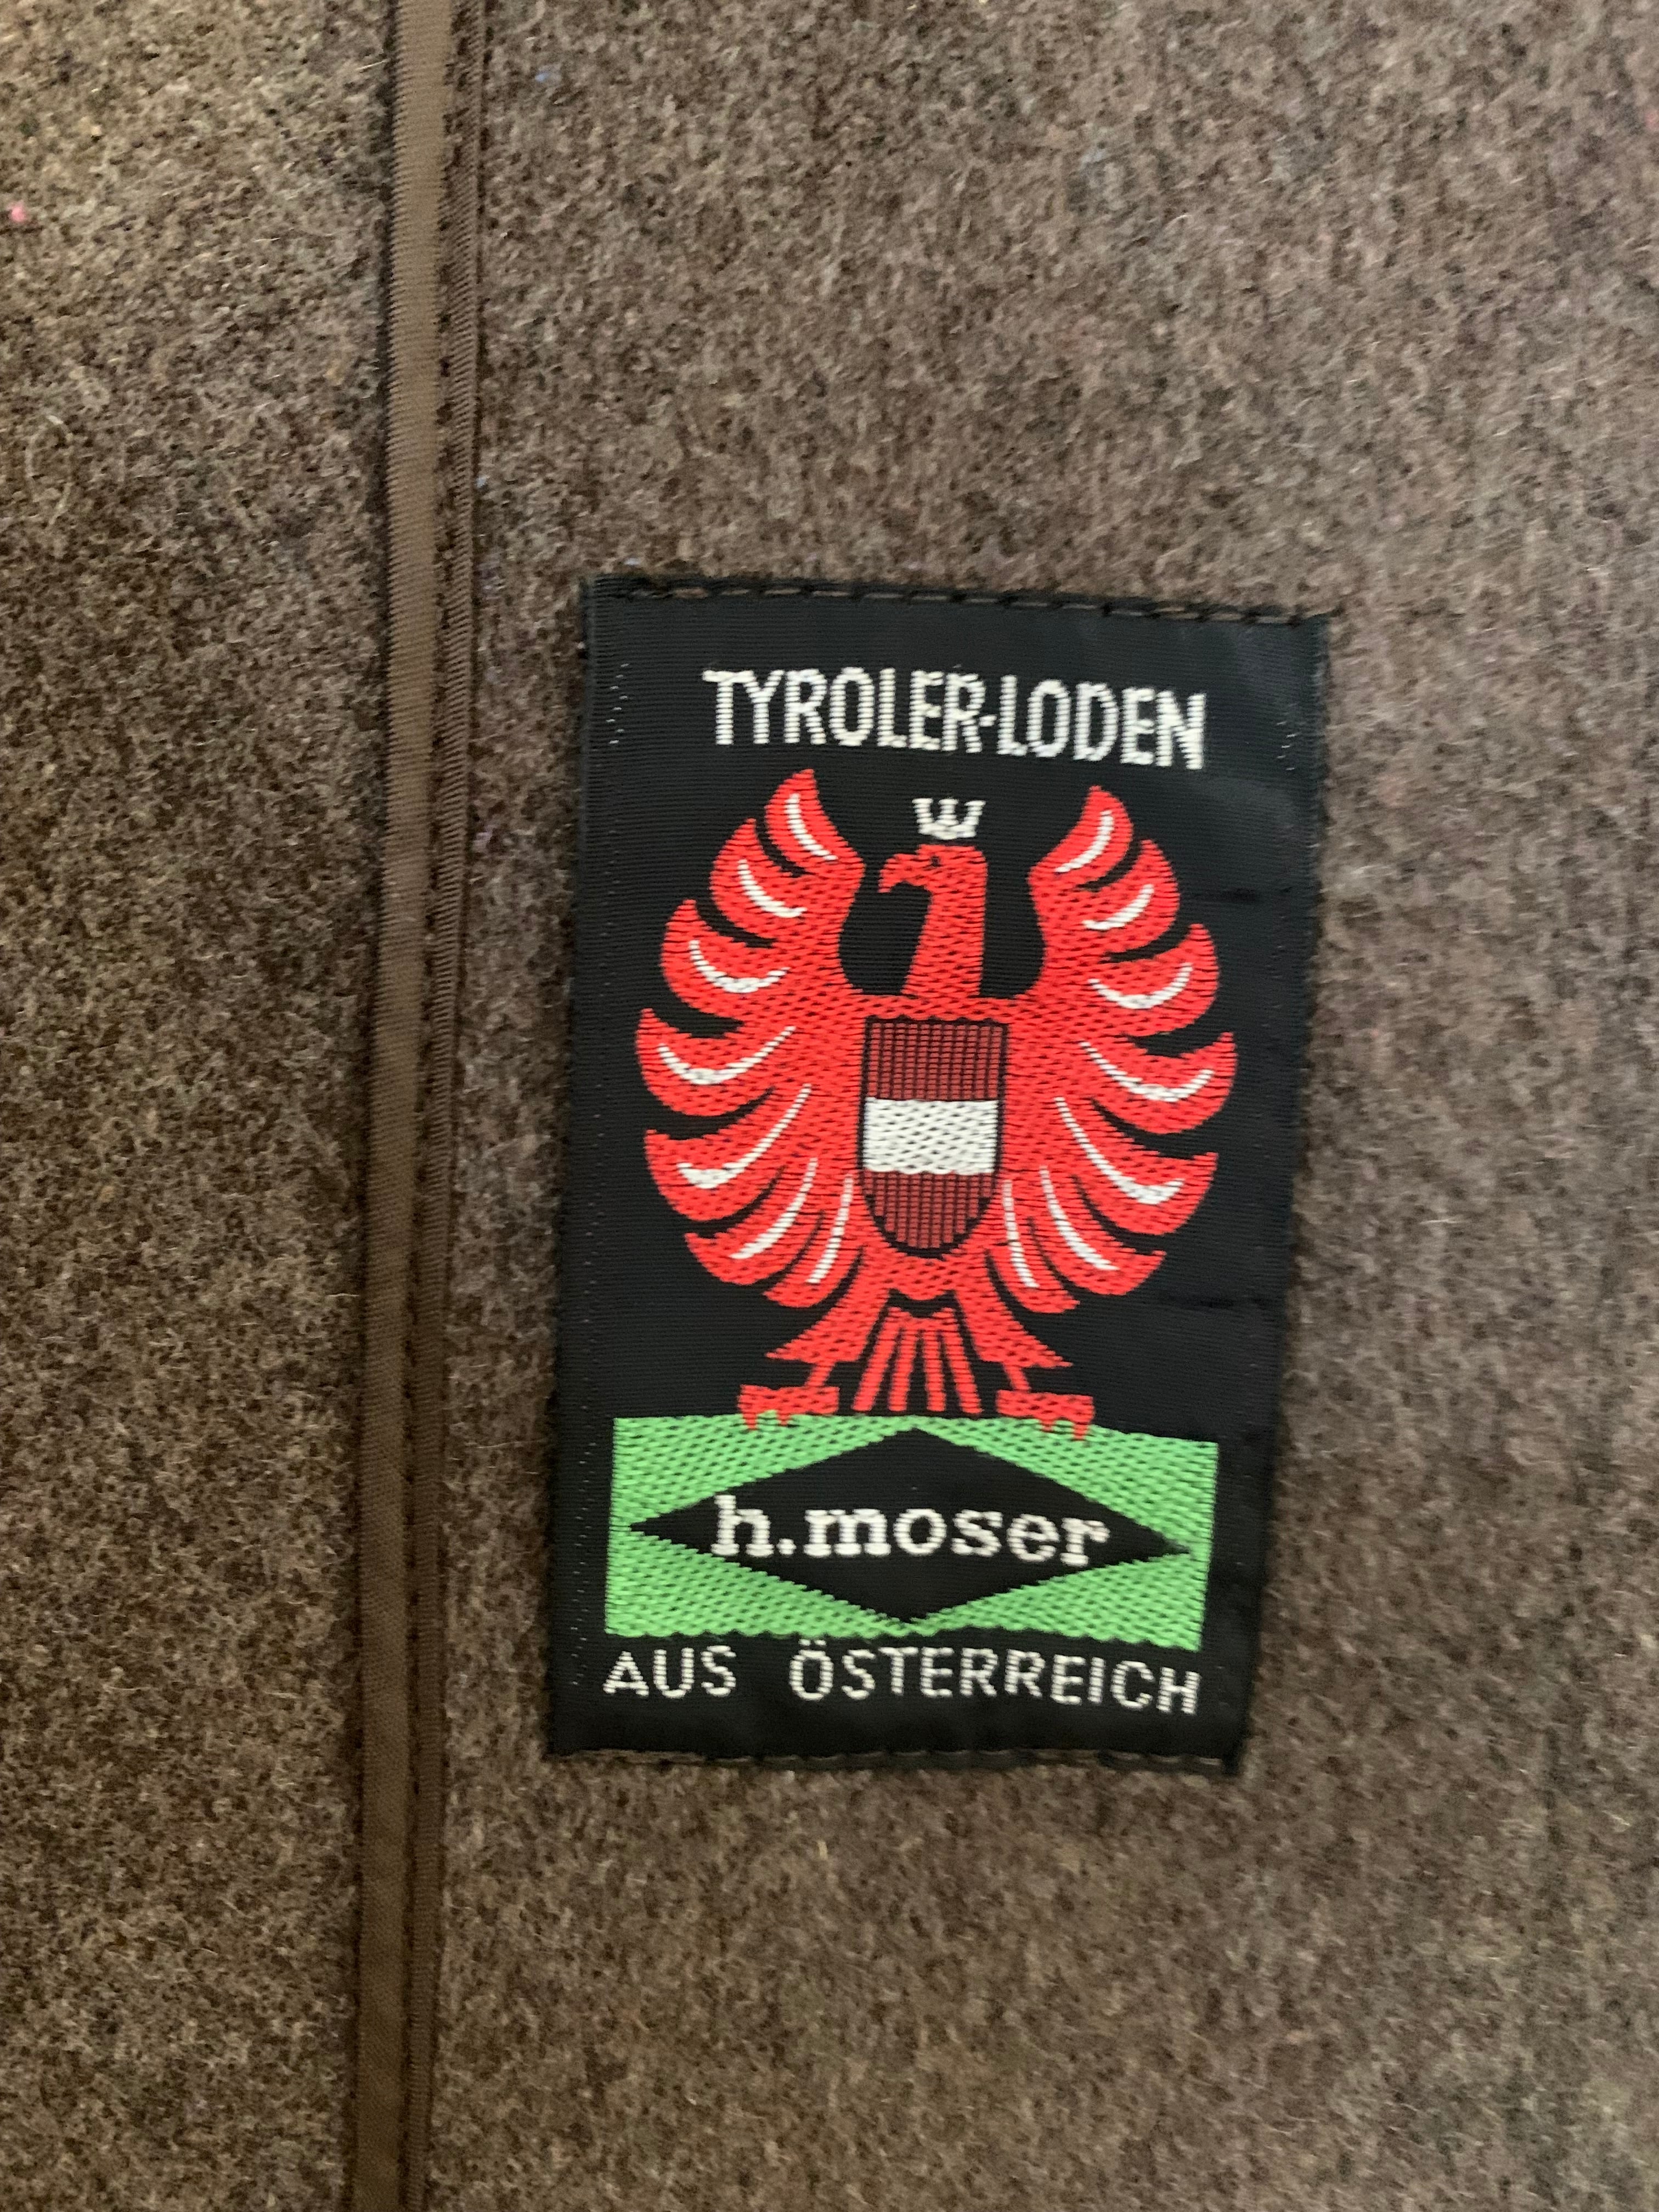 TYROLER-LODEN
h.moser
AUS ÖSTERREICH